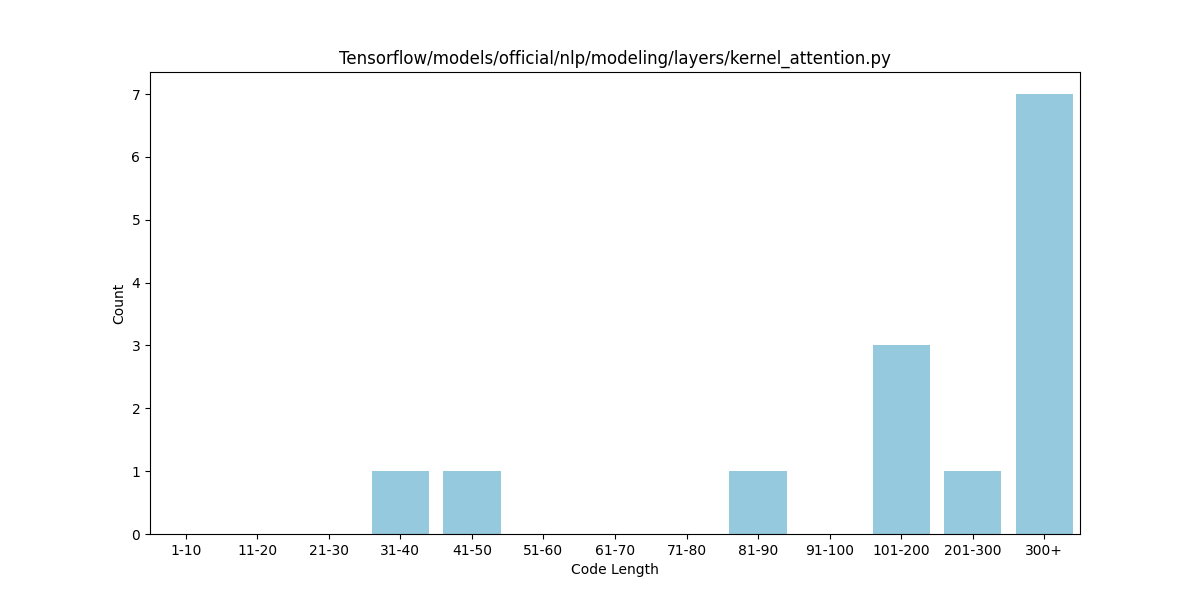 Tensorflow/models/official/nlp/modeling/layers/kernel_attention.py
7
6
5
4
3
2
1
0
Count
1-10 11-20 21-30 31-40 41-50 51-60 61-70 71-80 81-90 91-100 101-200 201-300 300+
Code Length